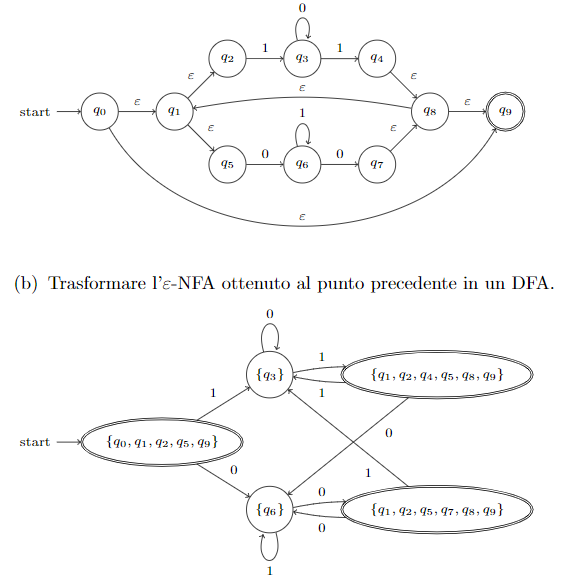 0
q2 1 q3 1 q4
ε ε
ε
start q0 ε q1 q8 ε q9
ε 1 ε
q5 0 q6 0 q7
ε
(b) Trasformare l'ε-NFA ottenuto al punto precedente in un DFA.
0
1
{q3} {q1, q2, q4, q5, q8, q9}
1 1
start {q0, q1, q2, q5, q9} 0
0 1
0
{q6} {q1, q2, q5, q7, q8, q9}
0
1